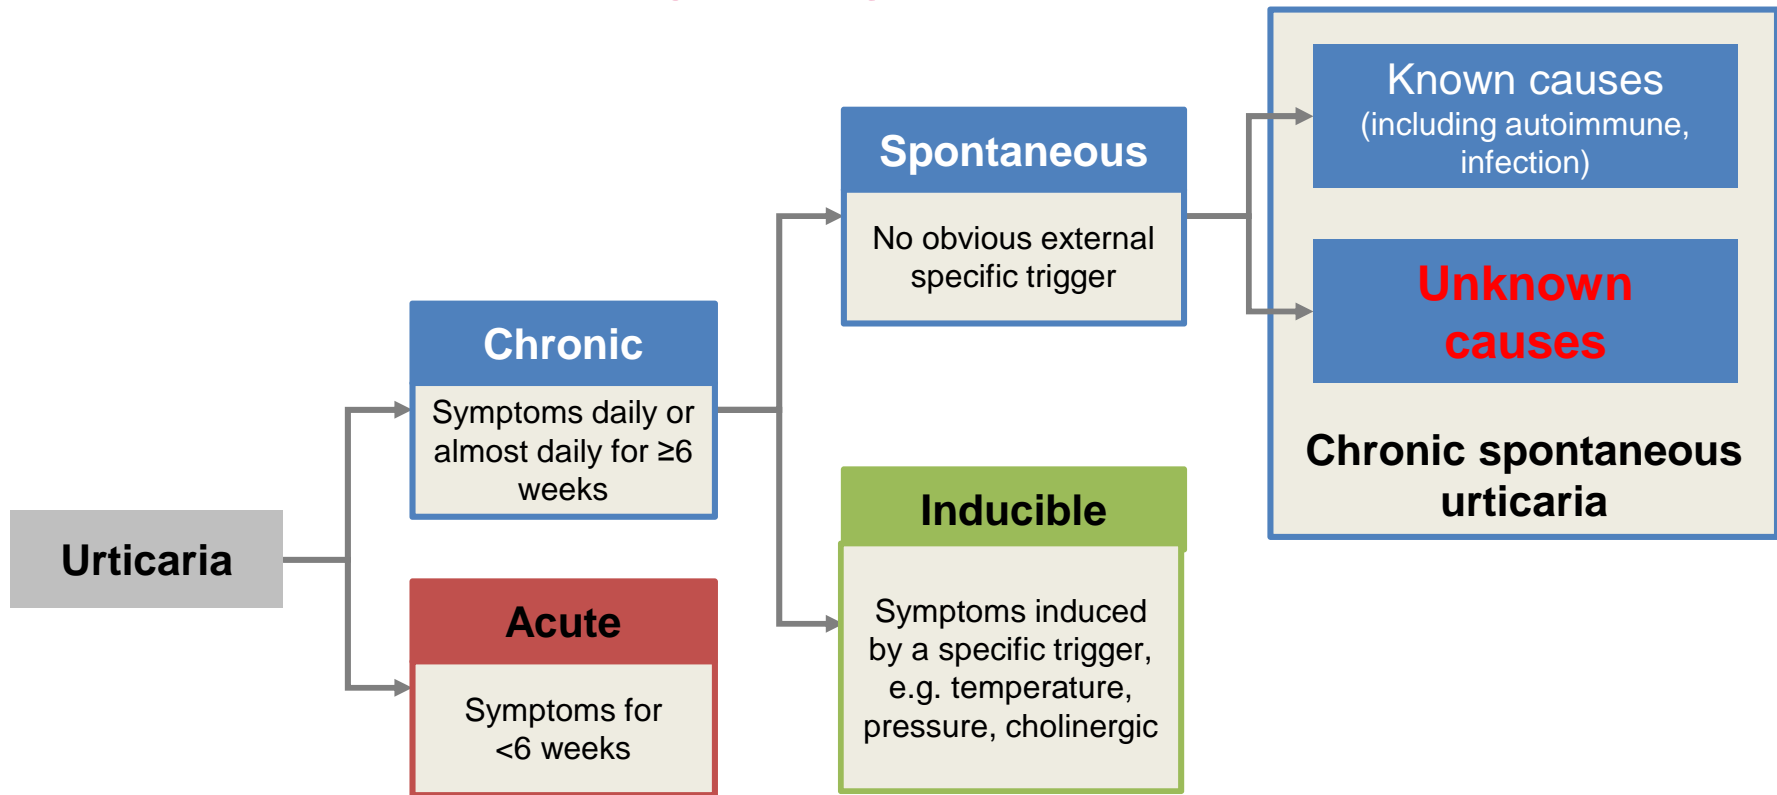 Urticaria
Chronic
Symptoms daily or
almost daily for ≥6
weeks
Acute
Symptoms for
<6 weeks
Spontaneous
No obvious external
specific trigger
Inducible
Symptoms induced
by a specific trigger,
e.g. temperature,
pressure, cholinergic
Known causes
(including autoimmune,
infection)
Unknown
causes
Chronic spontaneous
urticaria